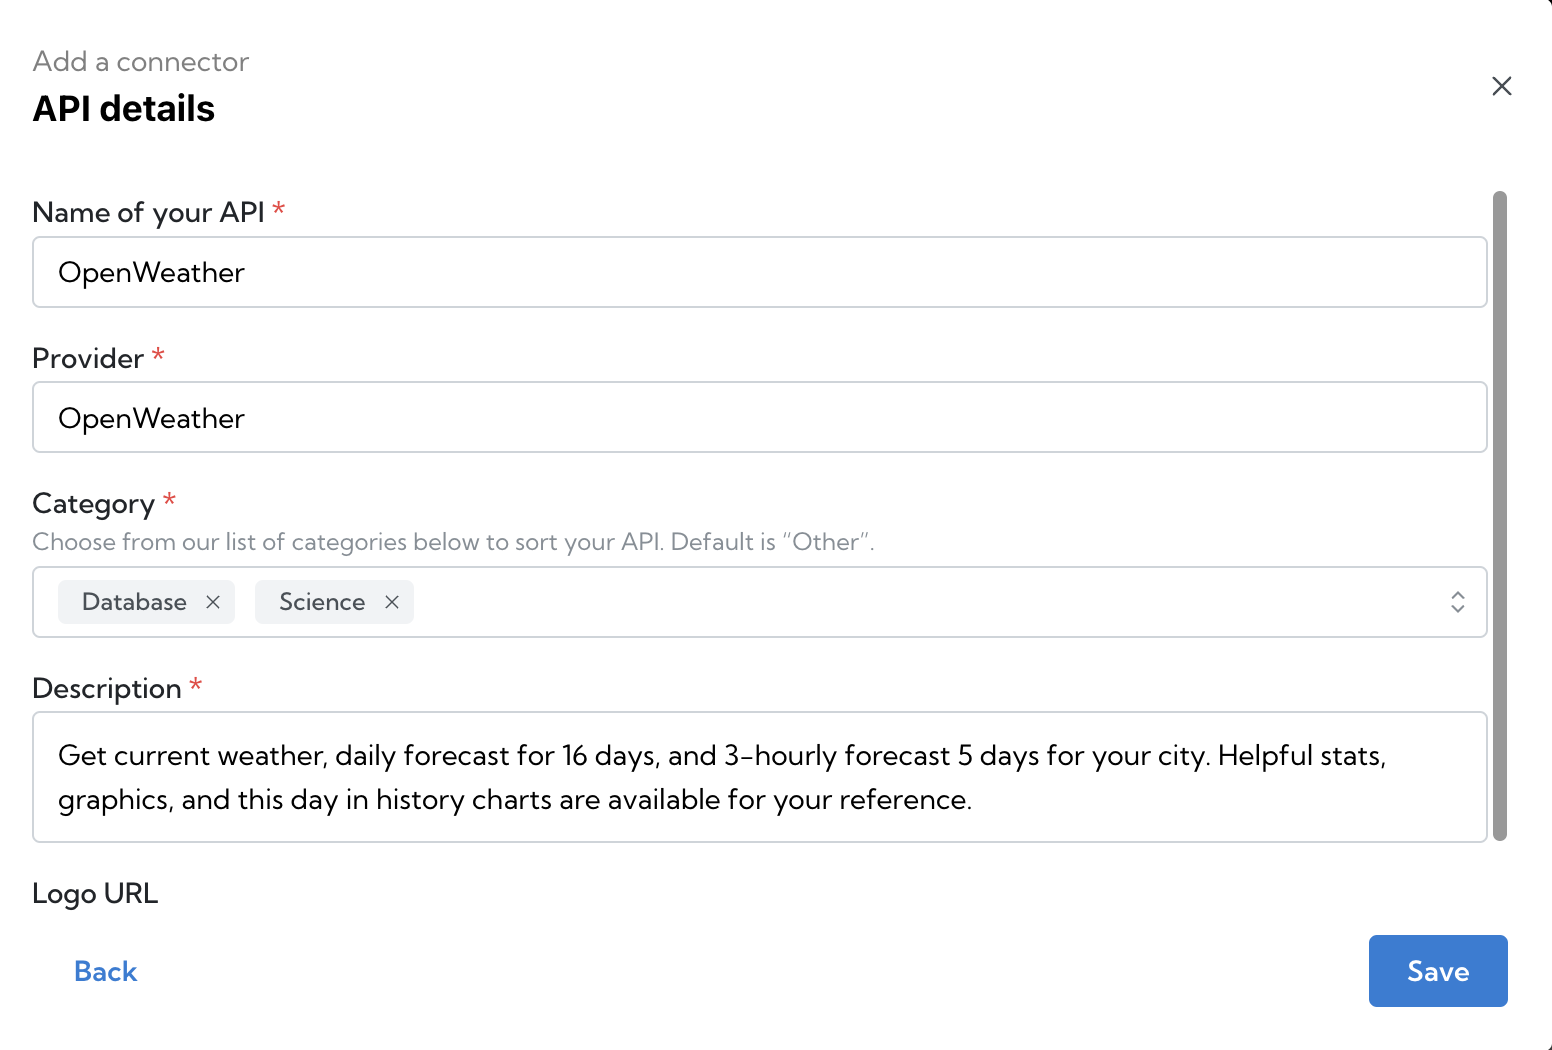 Add a connector
API details
Name of your API *
OpenWeather
Provider *
OpenWeather
Category *
Choose from our list of categories below to sort your API. Default is “Other”.
Database
Science
Description *
Get current weather, daily forecast for 16 days, and 3-hourly forecast 5 days for your city. Helpful stats,
graphics, and this day in history charts are available for your reference.
Logo URL
Back
Save